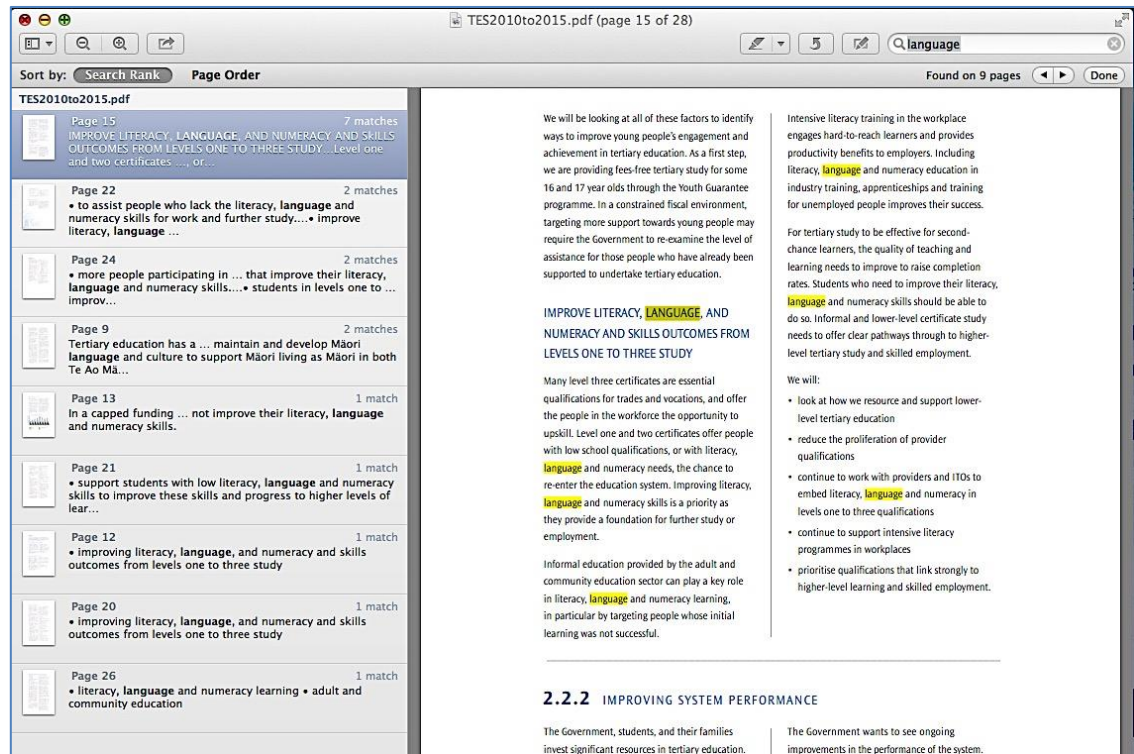 TES2010to2015.pdf (page 15 of 28)
language
Sort by: Search Rank Page Order
Found on 9 pages
Done
TES2010to2015.pdf
Page 15 7 matches
IMPROVE LITERACY, LANGUAGE, AND NUMERACY AND SKILLS
OUTCOMES FROM LEVELS ONE TO THREE STUDY...Level one
and two certificates ..., or...
Page 22 2 matches
• to assist people who lack the literacy, language and
numeracy skills for work and further study....• improve
literacy, language ...
Page 24 2 matches
• more people participating in ... that improve their literacy,
language and numeracy skills....• students in levels one to ...
improv...
Page 9 2 matches
Tertiary education has a ... maintain and develop Māori
language and culture to support Māori living as Māori in both
Te Ao Mā...
Page 13 1 match
In a capped funding ... not improve their literacy, language
and numeracy skills.
Page 21 1 match
• support students with low literacy, language and numeracy
skills to improve these skills and progress to higher levels of
lear...
Page 12 1 match
• improving literacy, language, and numeracy and skills
outcomes from levels one to three study
Page 20 1 match
• improving literacy, language, and numeracy and skills
outcomes from levels one to three study
Page 26 1 match
• literacy, language and numeracy learning • adult and
community education
We will be looking at all of these factors to identify
ways to improve young people's engagement and
achievement in tertiary education. As a first step,
we are providing fees-free tertiary study for some
16 and 17 year olds through the Youth Guarantee
programme. In a constrained fiscal environment,
targeting more support towards young people may
require the Government to re-examine the level of
assistance for those people who have already been
supported to undertake tertiary education.
IMPROVE LITERACY, LANGUAGE, AND
NUMERACY AND SKILLS OUTCOMES FROM
LEVELS ONE TO THREE STUDY
Many level three certificates are essential
qualifications for trades and vocations, and offer
the people in the workforce the opportunity to
upskill. Level one and two certificates offer people
with low school qualifications, or with literacy,
language and numeracy needs, the chance to
re-enter the education system. Improving literacy,
language and numeracy skills is a priority as
they provide a foundation for further study or
employment.
Informal education provided by the adult and
community education sector can play a key role
in literacy, language and numeracy learning,
in particular by targeting people whose initial
learning was not successful.
Intensive literacy training in the workplace
engages hard-to-reach learners and provides
productivity benefits to employers. Including
literacy, language and numeracy education in
industry training, apprenticeships and training
for unemployed people improves their success.
For tertiary study to be effective for second-
chance learners, the quality of teaching and
learning needs to improve to raise completion
rates. Students who need to improve their literacy,
language and numeracy skills should be able to
do so. Informal and lower-level certificate study
needs to offer clear pathways through to higher-
level tertiary study and skilled employment.
We will:
• look at how we resource and support lower-
level tertiary education
• reduce the proliferation of provider
qualifications
• continue to work with providers and ITOs to
embed literacy, language and numeracy in
levels one to three qualifications
• continue to support intensive literacy
programmes in workplaces
• prioritise qualifications that link strongly to
higher-level learning and skilled employment.
2.2.2 IMPROVING SYSTEM PERFORMANCE
The Government, students, and their families
invest significant resources in tertiary education.
The Government wants to see ongoing
improvements in the performance of the system.